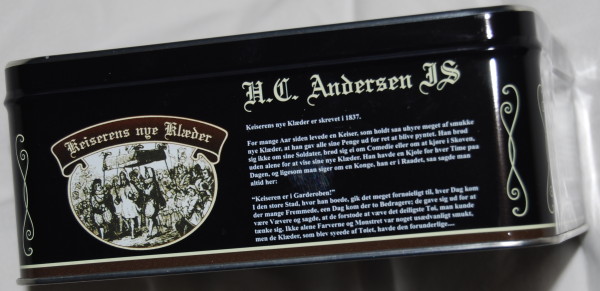 H.C. Andersen IS
Keiserens nye Klæder
Keiserens nye Klæder er skrevet i 1837.
For mange Aar siden levede en Keiser, som holdt saa uhyre meget af smukke
nye Klæder, at han gav alle sine Penge ud for ret at blive pyntet. Han brød
sig ikke om sine Soldater, brød sig ei om Comedie eller om at kjøre i Skoven,
uden alene for at vise sine nye Klæder. Han havde en Kjole for hver Time paa
Dagen, og ligesom man siger om en Konge, han er i Raadet, saa sagde man
altid her:
"Keiseren er i Garderoben!"
I den store Stad, hvor han boede, gik det meget fornøieligt til, hver Dag kom
der mange Fremmede, een Dag kom der to Bedragere; de gave sig ud for at
være Vævere og sagde, at de forstode at væve det deiligste Tøi, man kunde
tænke sig. Ikke alene Farverne og Mønstret var noget usædvanligt smukt,
men de Klæder, som blev syeede af Tøiet, havde den forunderlige....